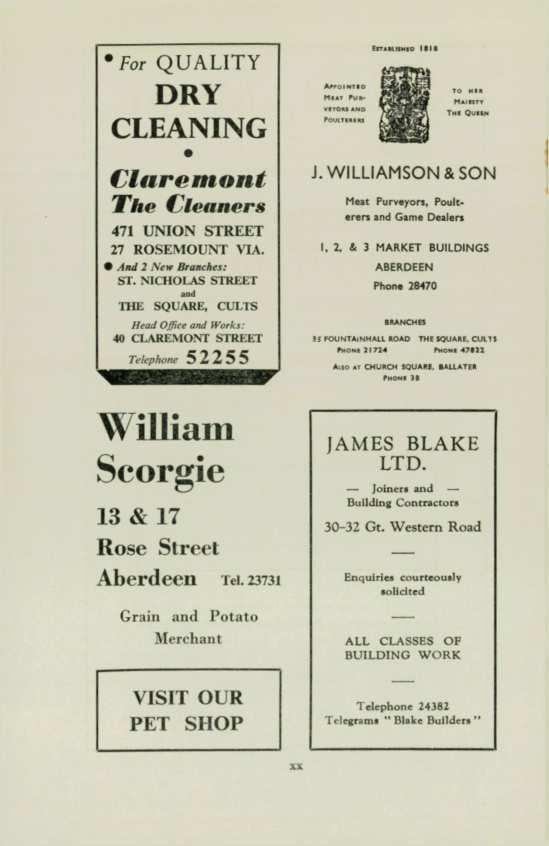 • For QUALITY
DRY
CLEANING
•
Claremont
The Cleaners
471 UNION STREET
27 ROSEMOUNT VIA.
• And 2 New Branches:
ST. NICHOLAS STREET
and
THE SQUARE, CULTS
Head Office and Works:
40 CLAREMONT STREET
Telephone 52255
ESTABLISHED 1818
APPOINTED
MEAT PUR-
VEYORS AND
POULTERERS
TO HER
MAJESTY
THE QUEEN
J. WILLIAMSON & SON
Meat Purveyors, Poult-
erers and Game Dealers
1, 2, & 3 MARKET BUILDINGS
ABERDEEN
Phone 28470
BRANCHES
35 FOUNTAINHALL ROAD THE SQUARE, CULTS
PHONE 21724 PHONE 47822
ALSO AT CHURCH SQUARE, BALLATER
PHONE 38
William
Scorgie
13 & 17
Rose Street
Aberdeen Tel. 23731
Grain and Potato
Merchant
VISIT OUR
PET SHOP
JAMES BLAKE
LTD.
— Joiners and —
Building Contractors
30–32 Gt. Western Road
Enquiries courteously
solicited
ALL CLASSES OF
BUILDING WORK
Telephone 24382
Telegrams "Blake Builders"
xx